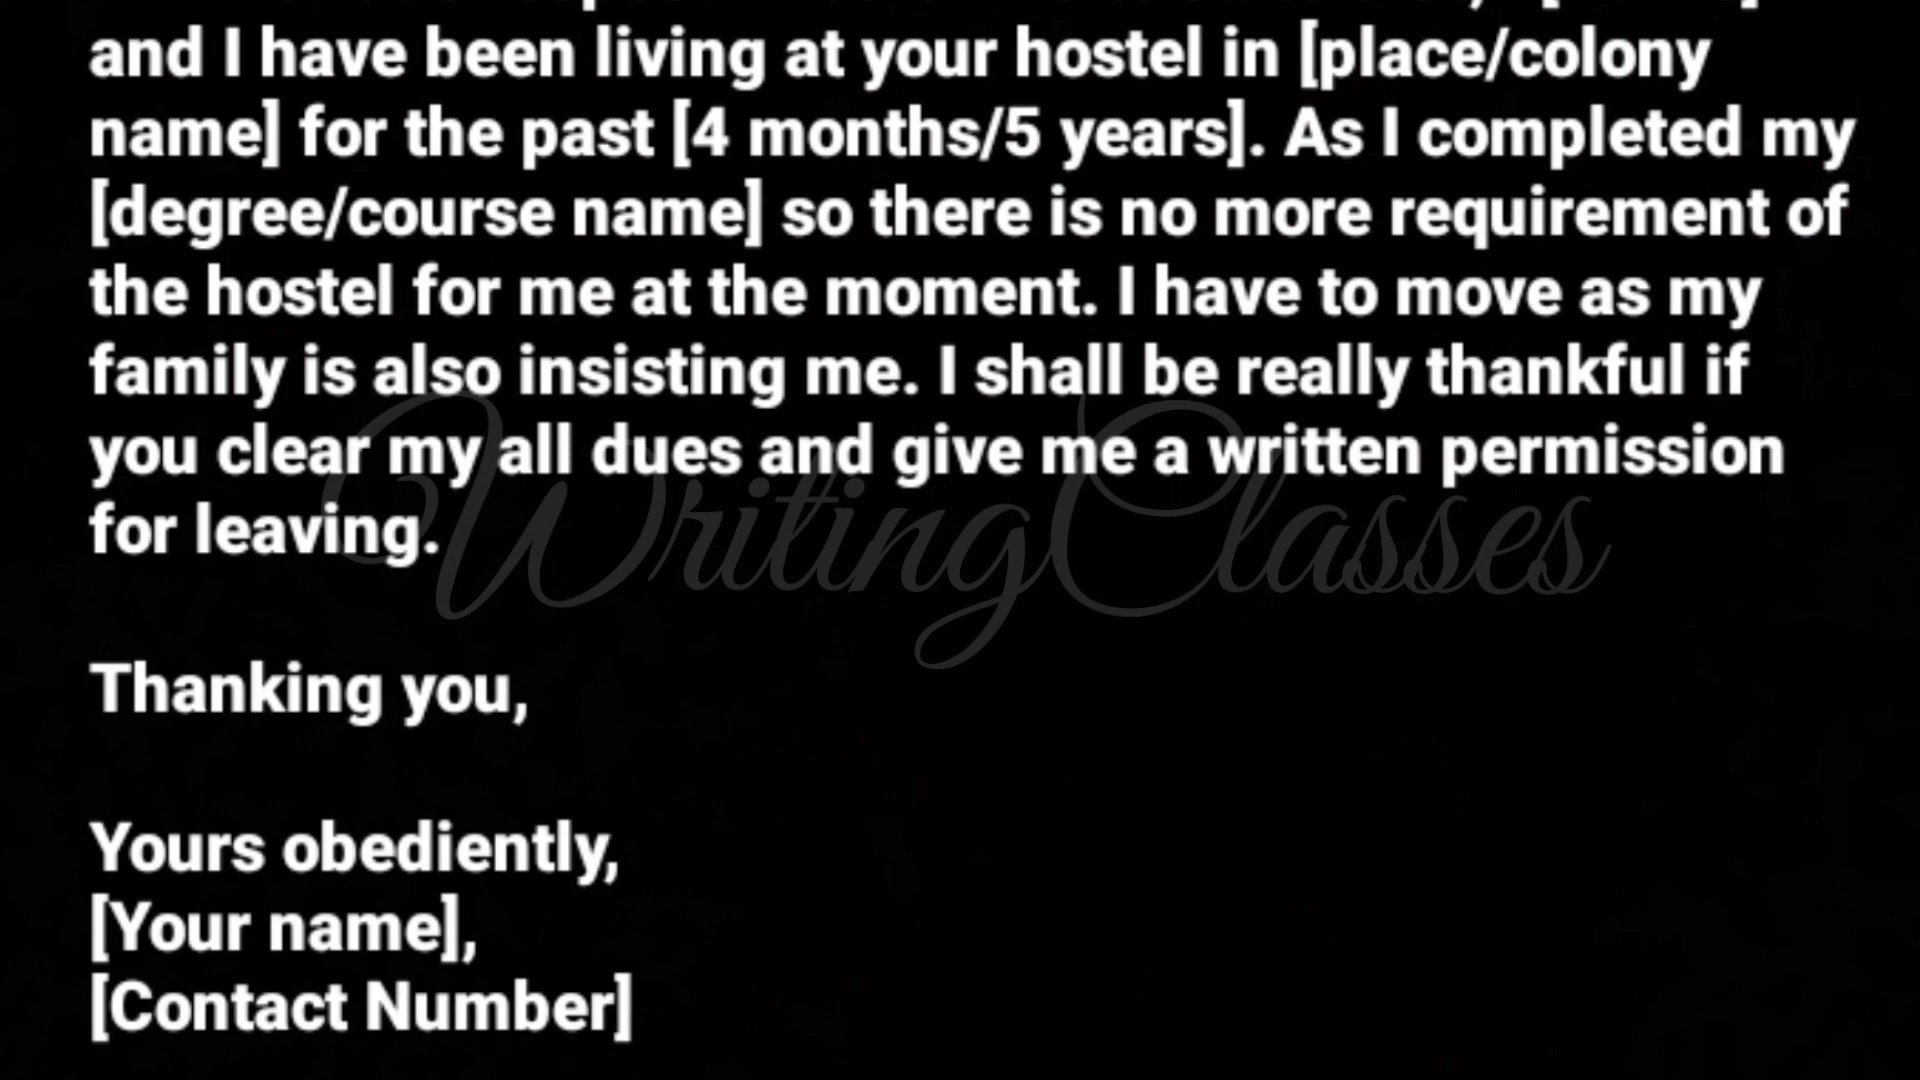 and I have been living at your hostel in [place/colony
name] for the past [4 months/5 years]. As I completed my
[degree/course name] so there is no more requirement of
the hostel for me at the moment. I have to move as my
family is also insisting me. I shall be really thankful if
you clear my all dues and give me a written permission
for leaving.
WritingClasses
Thanking you,
Yours obediently,
[Your name],
[Contact Number]